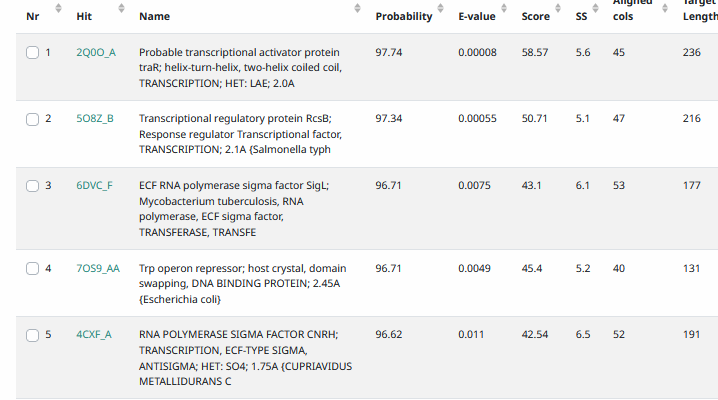 Aligned Target
Nr Hit Name Probability E-value Score SS cols Length
1 2Q0O_A Probable transcriptional activator protein 97.74 0.00008 58.57 5.6 45 236
traR; helix-turn-helix, two-helix coiled coil,
TRANSCRIPTION; HET: LAE; 2.0A
2 5O8Z_B Transcriptional regulatory protein RcsB; 97.34 0.00055 50.71 5.1 47 216
Response regulator Transcriptional factor,
TRANSCRIPTION; 2.1A {Salmonella typh
3 6DVC_F ECF RNA polymerase sigma factor SigL; 96.71 0.0075 43.1 6.1 53 177
Mycobacterium tuberculosis, RNA
polymerase, ECF sigma factor,
TRANSFERASE, TRANSFE
4 7OS9_AA Trp operon repressor; host crystal, domain 96.71 0.0049 45.4 5.2 40 131
swapping, DNA BINDING PROTEIN; 2.45A
{Escherichia coli}
5 4CXF_A RNA POLYMERASE SIGMA FACTOR CNRH; 96.62 0.011 42.54 6.5 52 191
TRANSCRIPTION, ECF-TYPE SIGMA,
ANTISIGMA; HET: SO4; 1.75A {CUPRIAVIDUS
METALLIDURANS C